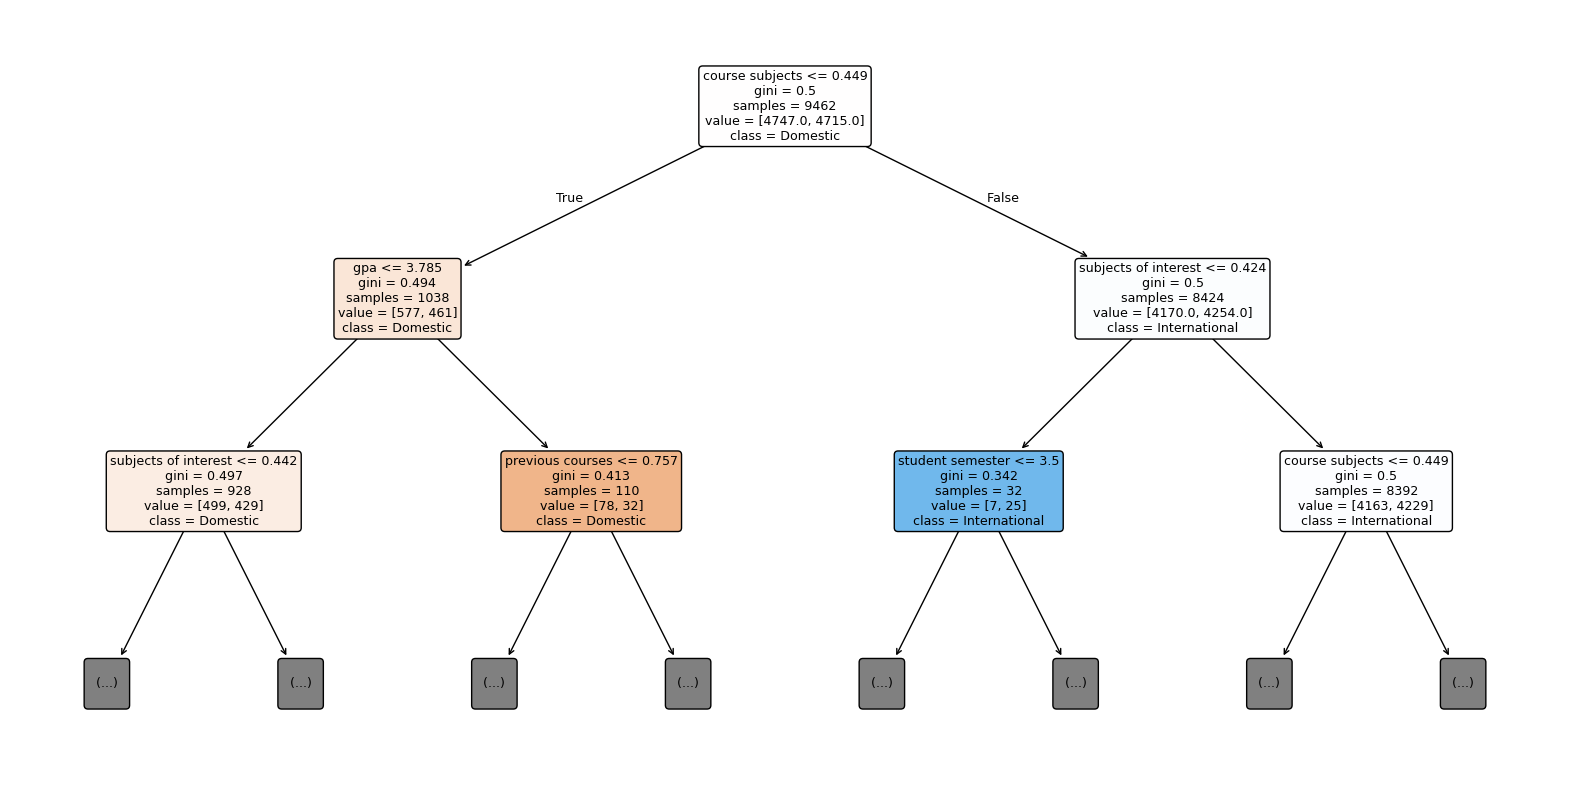 course subjects <= 0.449
gini = 0.5
samples = 9462
value = [4747.0, 4715.0]
class = Domestic
True
False
gpa <= 3.785
gini = 0.494
samples = 1038
value = [577, 461]
class = Domestic
subjects of interest <= 0.424
gini = 0.5
samples = 8424
value = [4170.0, 4254.0]
class = International
subjects of interest <= 0.442
gini = 0.497
samples = 928
value = [499, 429]
class = Domestic
previous courses <= 0.757
gini = 0.413
samples = 110
value = [78, 32]
class = Domestic
student semester <= 3.5
gini = 0.342
samples = 32
value = [7, 25]
class = International
course subjects <= 0.449
gini = 0.5
samples = 8392
value = [4163, 4229]
class = International
(...)
(...)
(...)
(...)
(...)
(...)
(...)
(...)